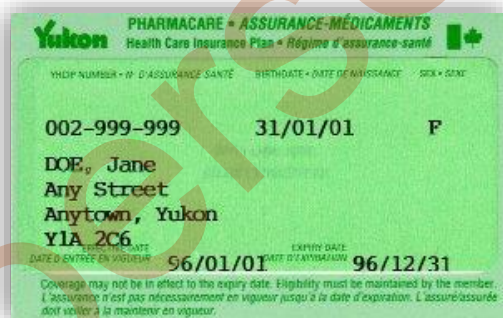 PHARMACARE • ASSURANCE-MÉDICAMENTS
Yukon Health Care Insurance Plan • Régime d'assurance-santé
YHCIP NUMBER • Nº D'ASSURANCE SANTÉ BIRTHDATE • DATE DE NAISSANCE SEX • SEXE
002-999-999 31/01/01 F
DOE, Jane
Any Street
Anytown, Yukon
Y1A 2C6
EFFECTIVE DATE EXPIRY DATE
DATE D'ENTRÉE EN VIGUEUR 96/01/01 DATE D'EXPIRATION 96/12/31
Coverage may not be in effect to the expiry date. Eligibility must be maintained by the member.
L'assurance n'est pas nécessairement en vigueur jusqu'à la date d'expiration. L'assuré/assurée
doit veiller à la maintenir en vigueur.